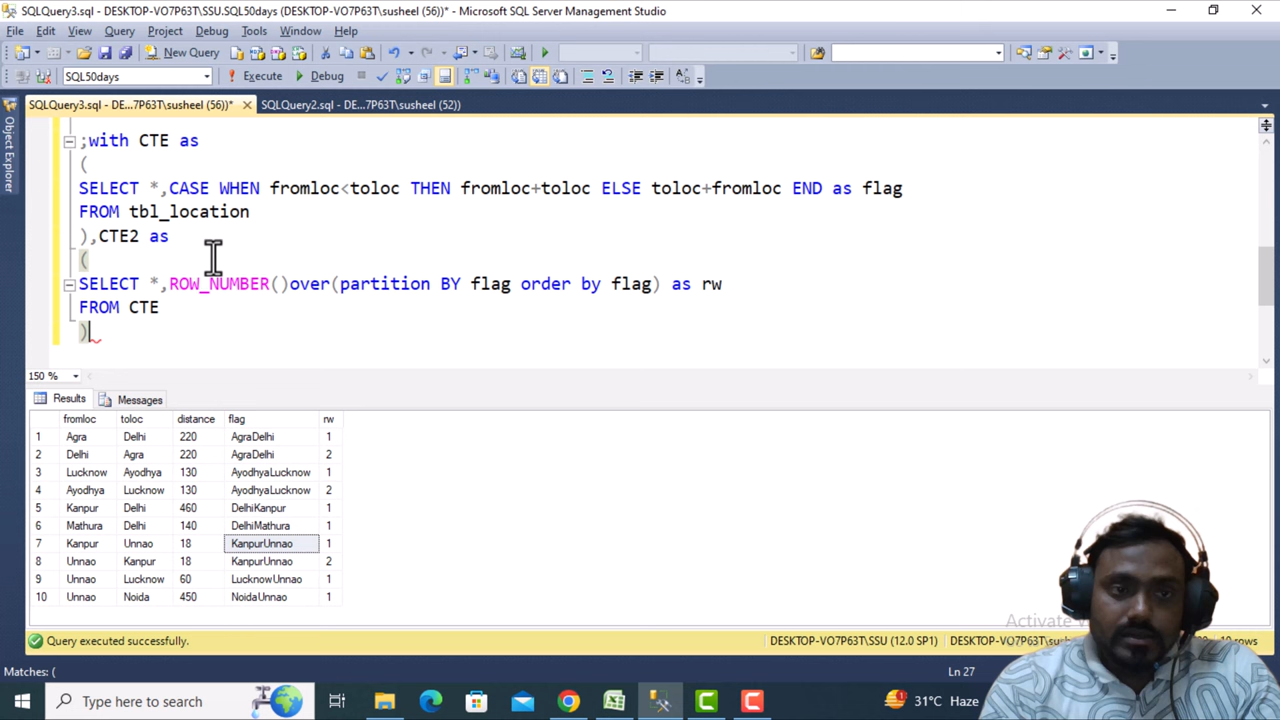 SQLQuery3.sql - DESKTOP-VO7P63T\SSU.SQL50days (DESKTOP-VO7P63T\susheel (56))* - Microsoft SQL Server Management Studio
File Edit View Query Project Debug Tools Window Help
New Query
SQL50days Execute Debug
SQLQuery3.sql - DE...7P63T\susheel (56))* SQLQuery2.sql - DE...7P63T\susheel (52))
Object Explorer
;with CTE as
(
SELECT *,CASE WHEN fromloc<toloc THEN fromloc+toloc ELSE toloc+fromloc END as flag
FROM tbl_location
),CTE2 as
(
SELECT *,ROW_NUMBER()over(partition BY flag order by flag) as rw
FROM CTE
)
150 %
Results Messages
fromloc toloc distance flag rw
1 Agra Delhi 220 AgraDelhi 1
2 Delhi Agra 220 AgraDelhi 2
3 Lucknow Ayodhya 130 AyodhyaLucknow 1
4 Ayodhya Lucknow 130 AyodhyaLucknow 2
5 Kanpur Delhi 460 DelhiKanpur 1
6 Mathura Delhi 140 DelhiMathura 1
7 Kanpur Unnao 18 KanpurUnnao 1
8 Unnao Kanpur 18 KanpurUnnao 2
9 Unnao Lucknow 60 LucknowUnnao 1
10 Unnao Noida 450 NoidaUnnao 1
Activate
Query executed successfully. DESKTOP-VO7P63T\SSU (12.0 SP1) DESKTOP-VO7P63T\ rows
Matches: ( Ln 27
Type here to search 1 31°C Haze